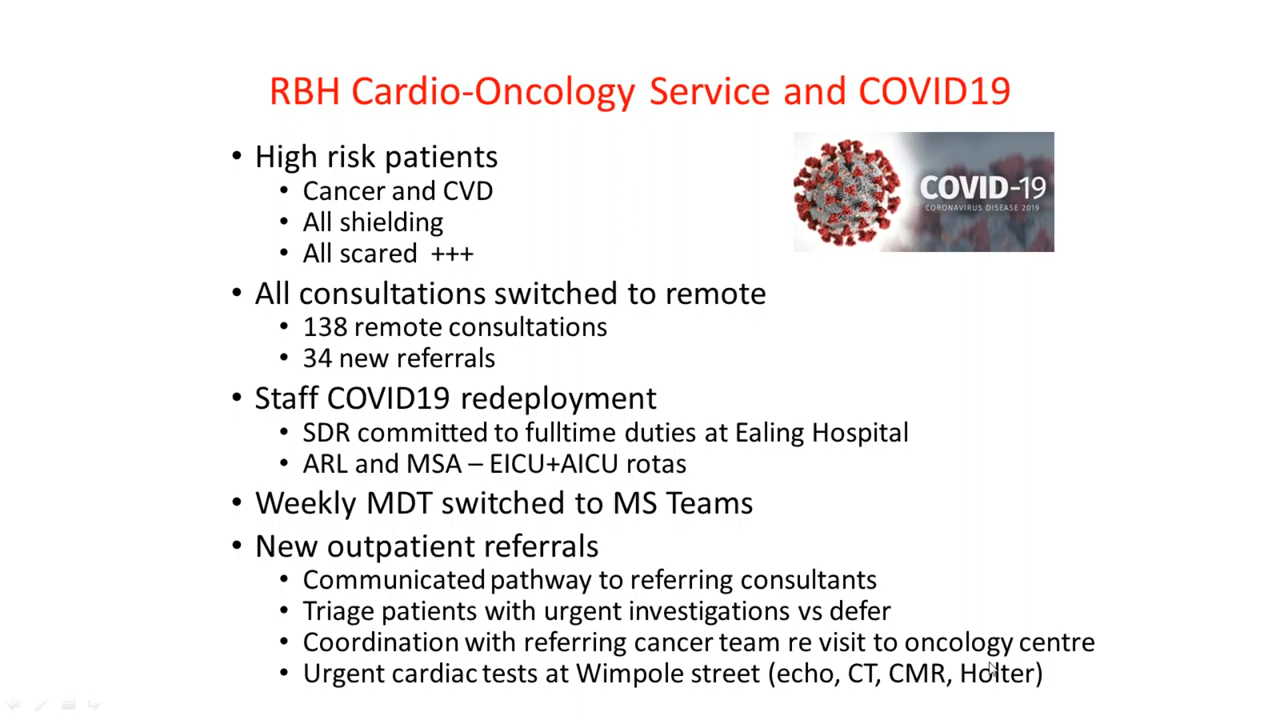 RBH Cardio-Oncology Service and COVID19
• High risk patients
• Cancer and CVD
• All shielding
• All scared +++
COVID-19
CORONAVIRUS DISEASE 2019
• All consultations switched to remote
• 138 remote consultations
• 34 new referrals
• Staff COVID19 redeployment
• SDR committed to fulltime duties at Ealing Hospital
• ARL and MSA – EICU+AICU rotas
• Weekly MDT switched to MS Teams
• New outpatient referrals
• Communicated pathway to referring consultants
• Triage patients with urgent investigations vs defer
• Coordination with referring cancer team re visit to oncology centre
• Urgent cardiac tests at Wimpole street (echo, CT, CMR, Holter)